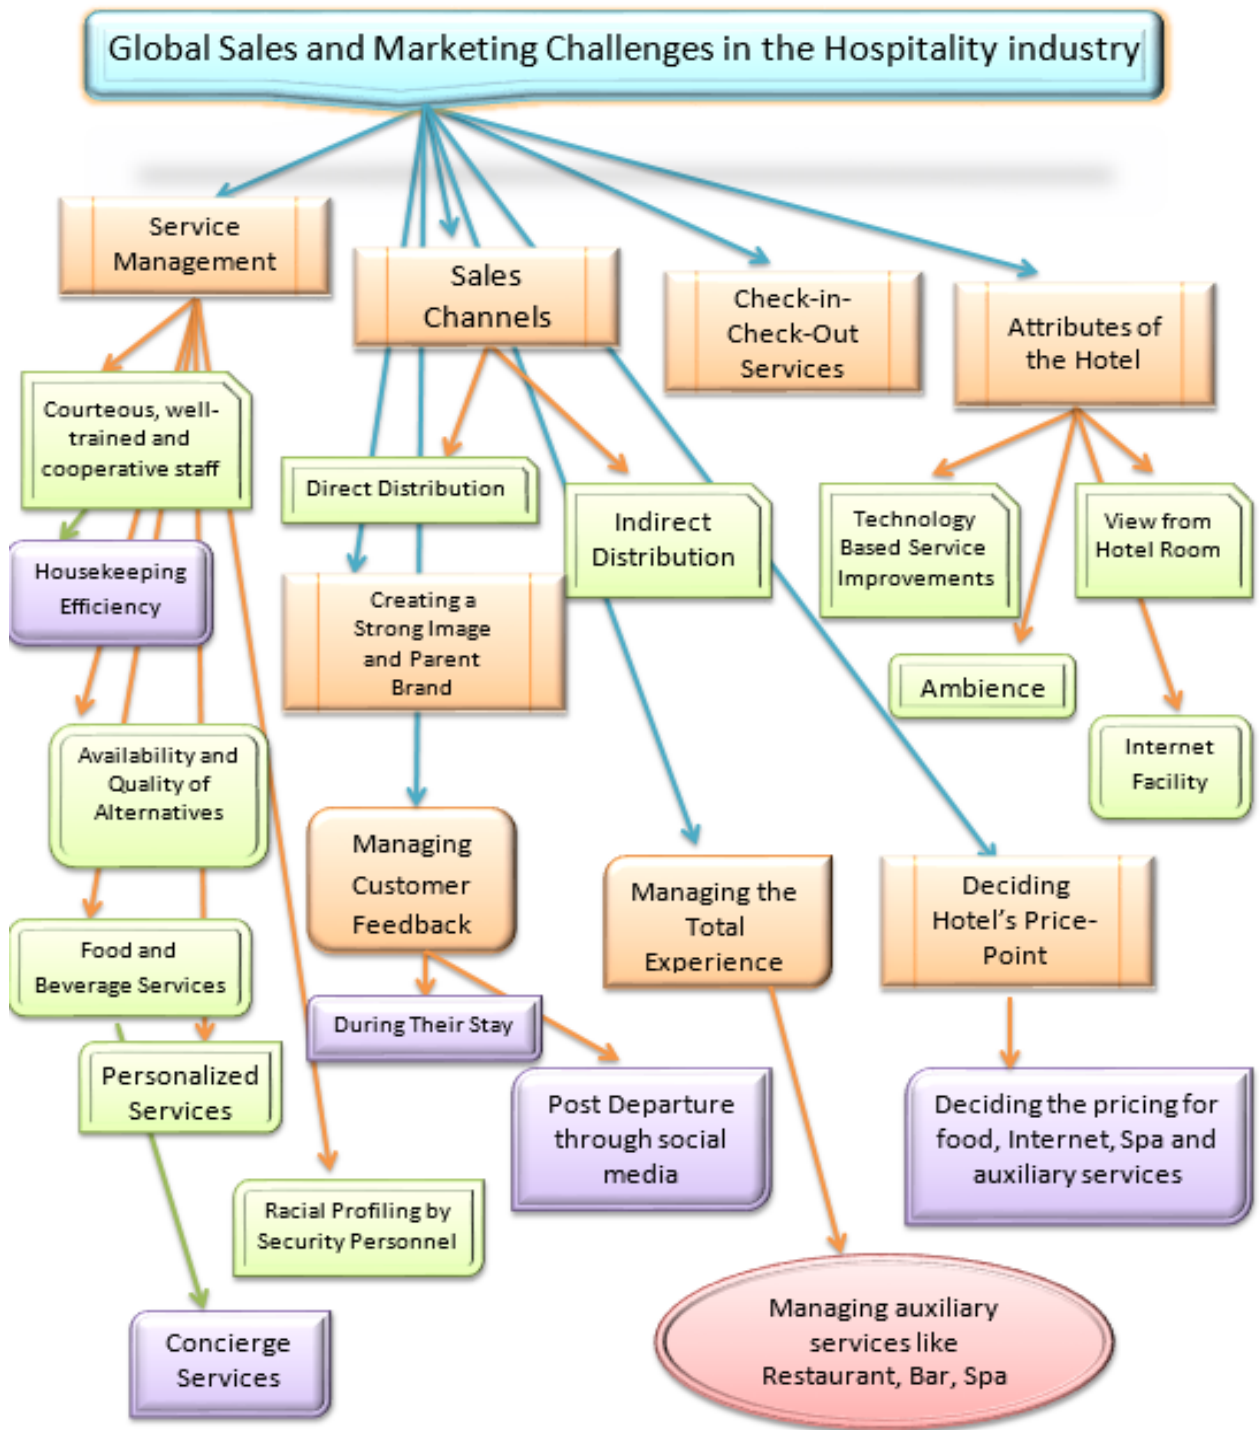 Global Sales and Marketing Challenges in the Hospitality industry
Service
Management
Sales
Channels
Check-in-
Check-Out
Services
Attributes of
the Hotel
Courteous, well-
trained and
cooperative staff
Direct Distribution
Indirect
Distribution
Technology
Based Service
Improvements
View from
Hotel Room
Housekeeping
Efficiency
Creating a
Strong Image
and Parent
Brand
Ambience
Internet
Facility
Availability and
Quality of
Alternatives
Managing
Customer
Feedback
Managing the
Total
Experience
Deciding
Hotel’s Price-
Point
Food and
Beverage Services
During Their Stay
Personalized
Services
Post Departure
through social
media
Deciding the pricing for
food, Internet, Spa and
auxiliary services
Racial Profiling by
Security Personnel
Concierge
Services
Managing auxiliary
services like
Restaurant, Bar, Spa